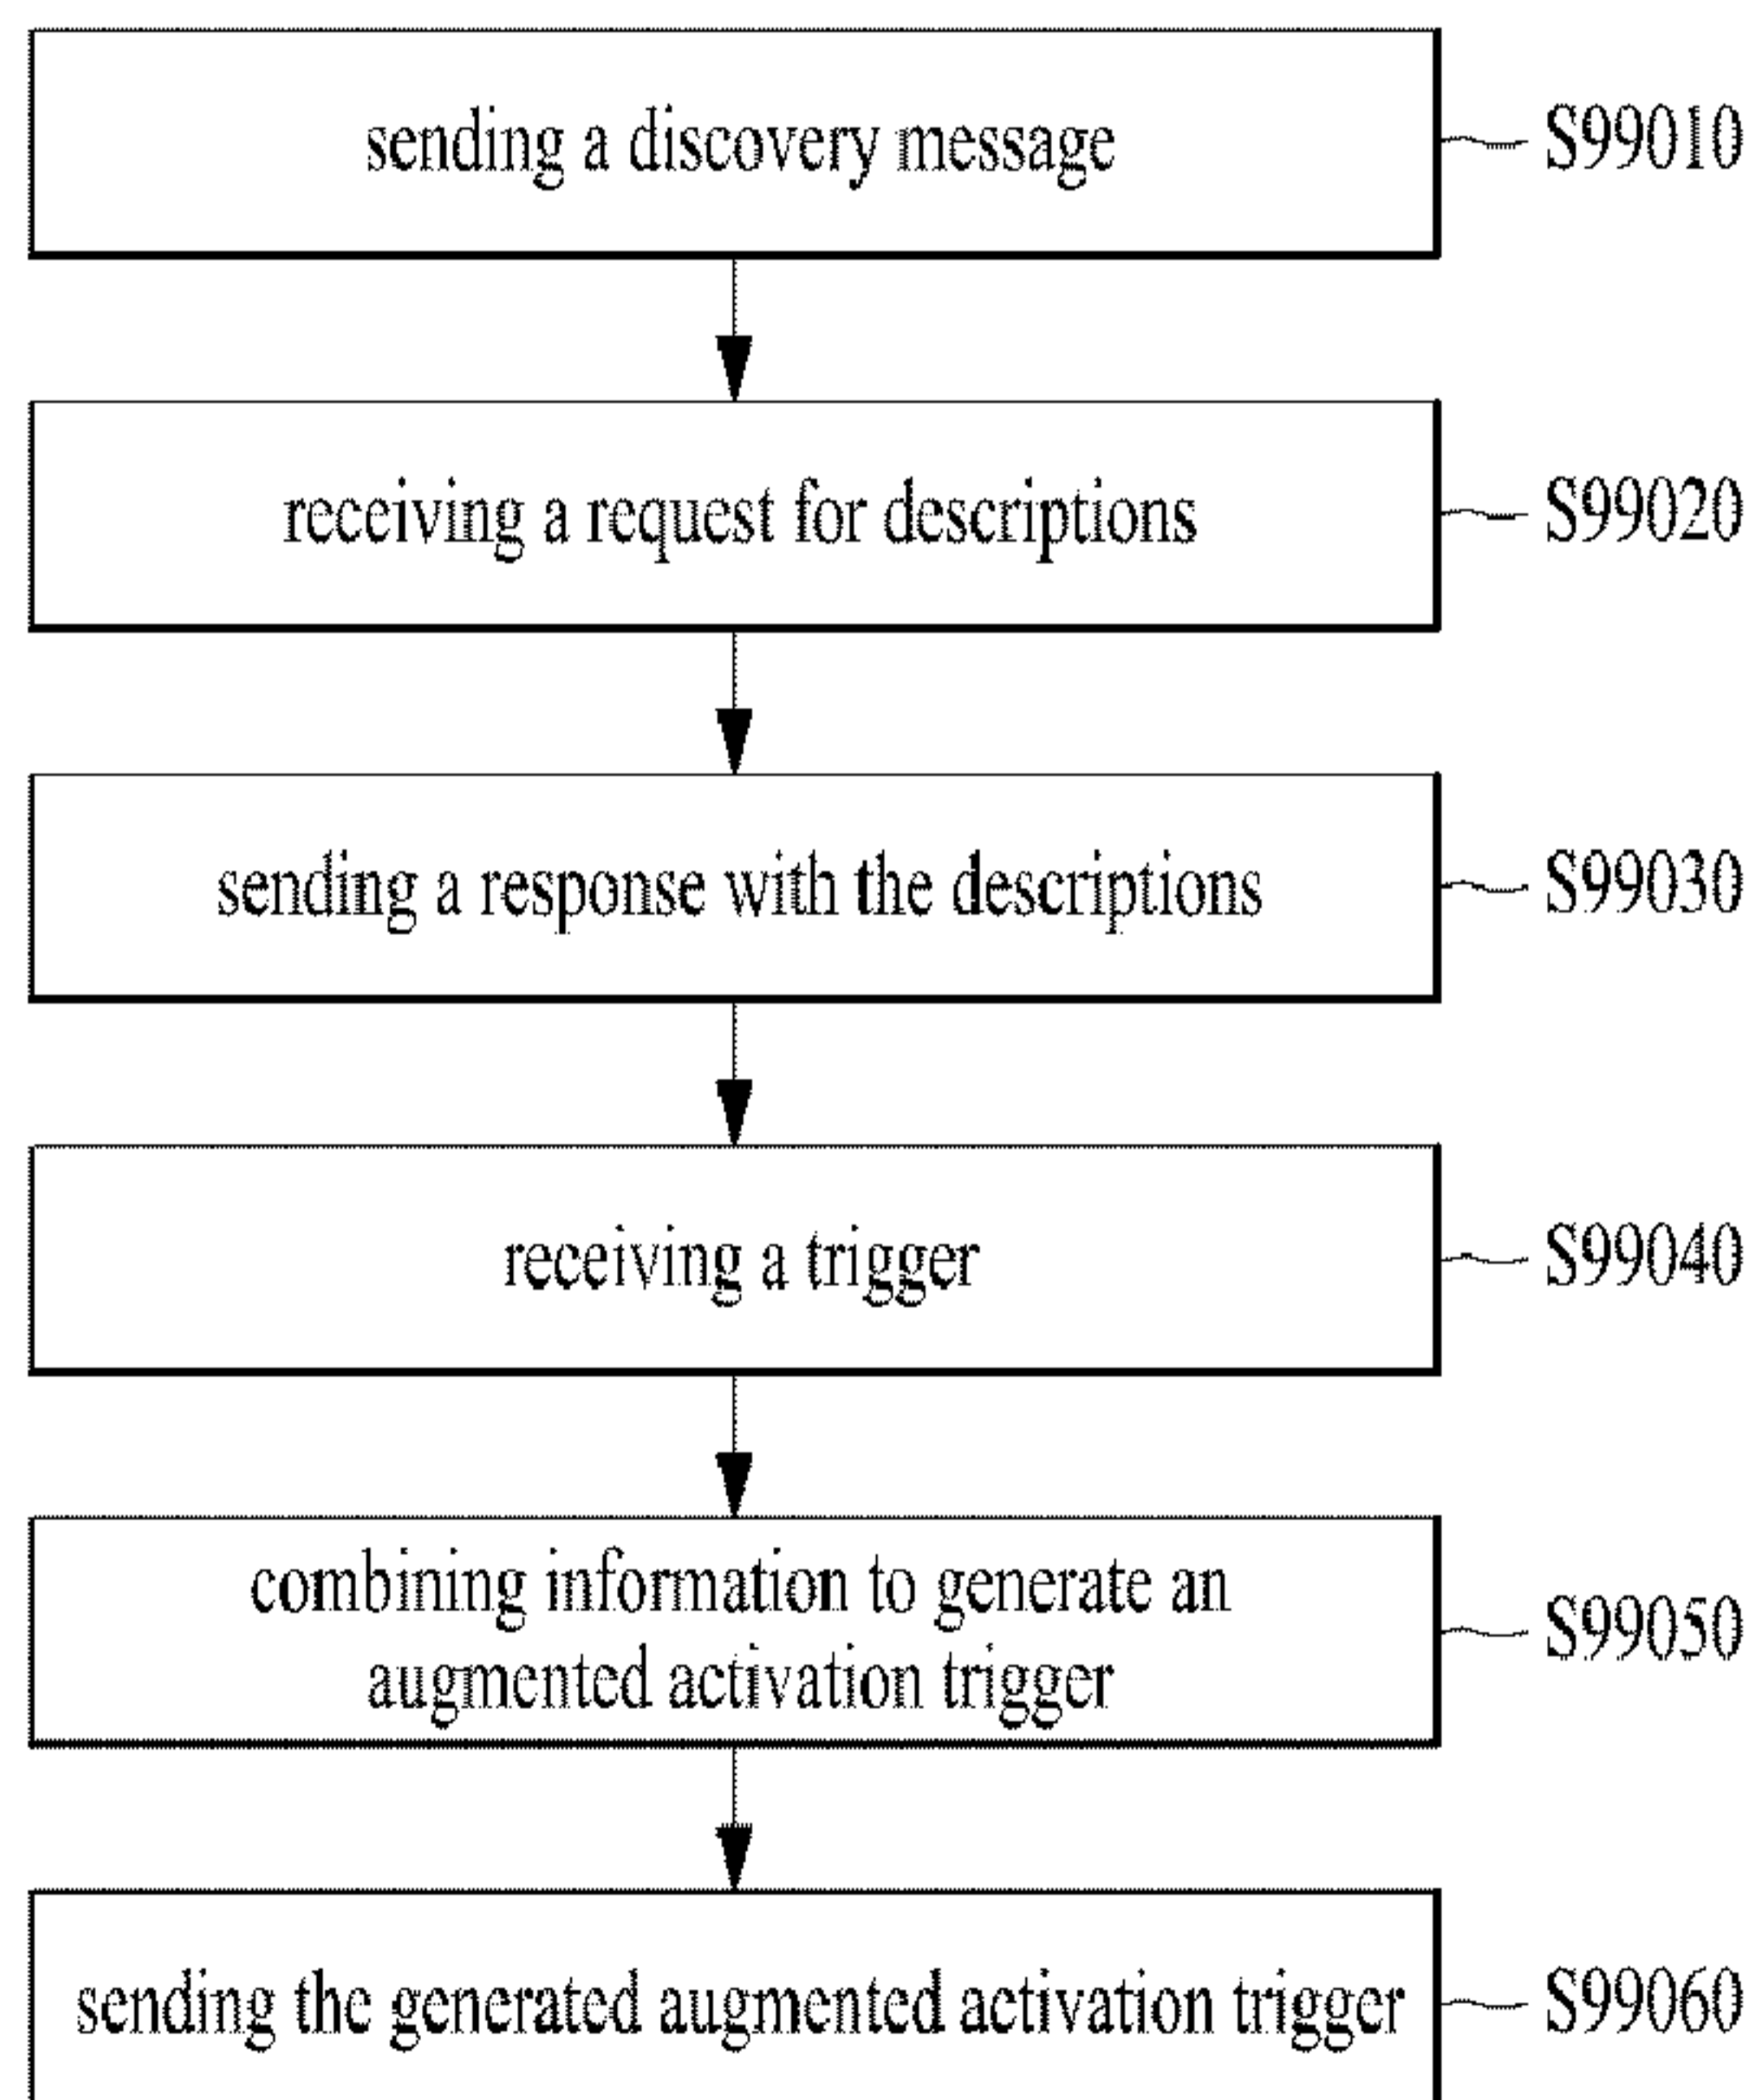 sending a discovery message
S99010
receiving a request for descriptions
S99020
sending a response with the descriptions
S99030
receiving a trigger
S99040
combining information to generate an
augmented activation trigger
S99050
sending the generated augmented activation trigger
S99060